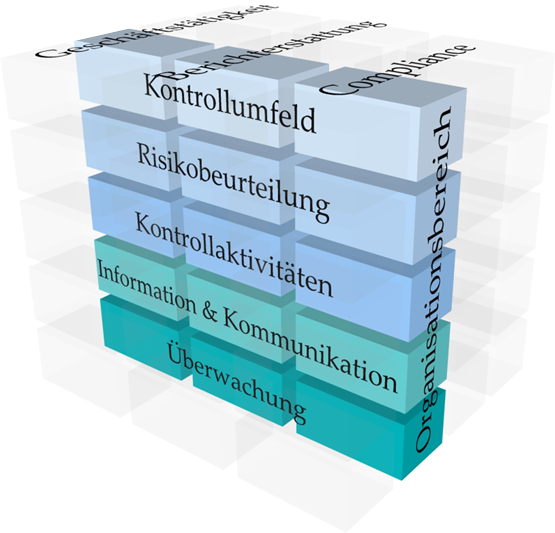 Geschäftstätigkeit
Berichterstattung
Compliance
Kontrollumfeld
Risikobeurteilung
Kontrollaktivitäten
Information & Kommunikation
Überwachung
Organisationsbereich